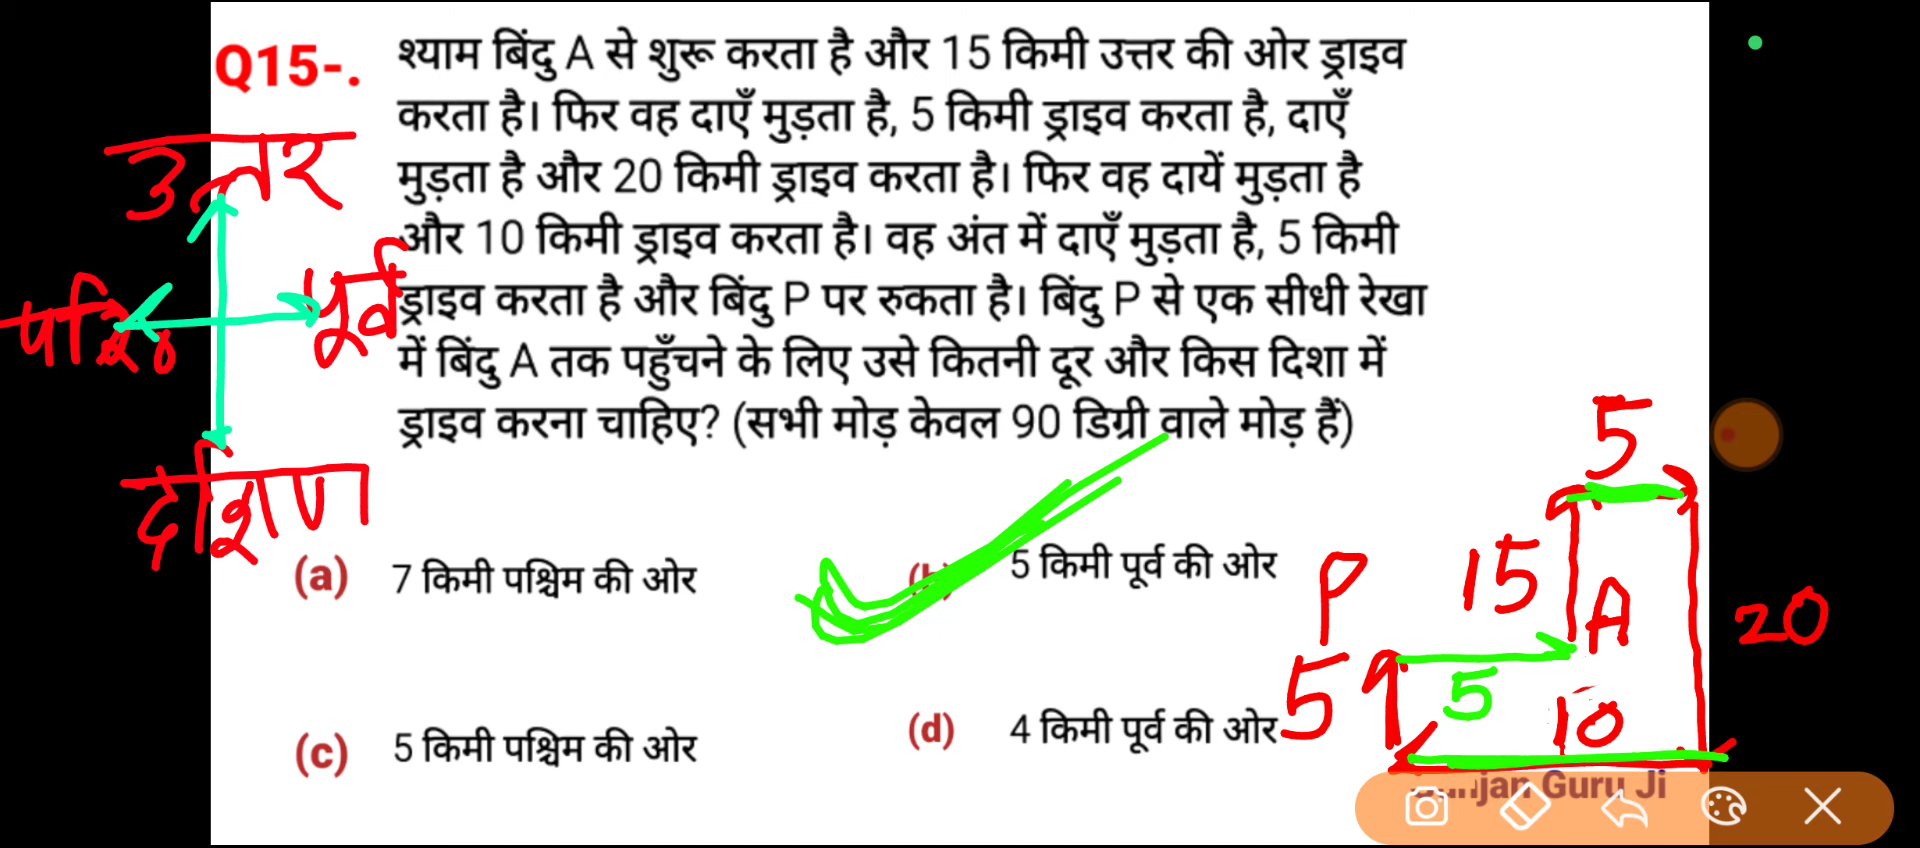 Q15-. श्याम बिंदु A से शुरू करता है और 15 किमी उत्तर की ओर ड्राइव
करता है। फिर वह दाएँ मुड़ता है, 5 किमी ड्राइव करता है, दाएँ
मुड़ता है और 20 किमी ड्राइव करता है। फिर वह दायें मुड़ता है
और 10 किमी ड्राइव करता है। वह अंत में दाएँ मुड़ता है, 5 किमी
ड्राइव करता है और बिंदु P पर रुकता है। बिंदु P से एक सीधी रेखा
में बिंदु A तक पहुँचने के लिए उसे कितनी दूर और किस दिशा में
ड्राइव करना चाहिए? (सभी मोड़ केवल 90 डिग्री वाले मोड़ हैं)
उत्तर
पूर्व
(a) 7 किमी पश्चिम की ओर
(b) 5 किमी पूर्व की ओर
(c) 5 किमी पश्चिम की ओर
(d) 4 किमी पूर्व की ओर
5
15
P
A
20
5
5
10
Guru Ji